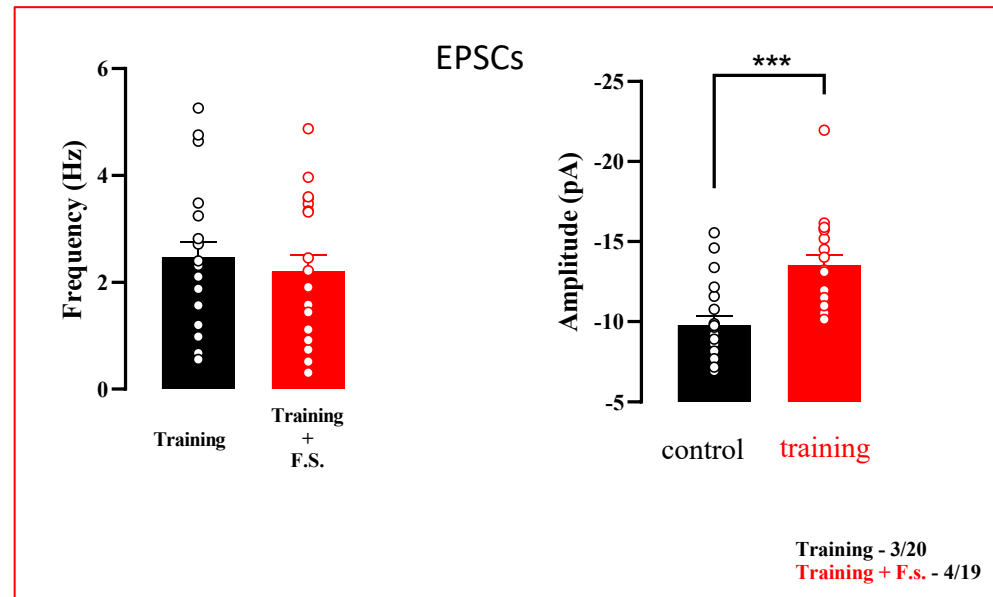 EPSCs
Frequency (Hz)
6
4
2
0
Training
Training
+
F.S.
***
Amplitude (pA)
-25
-20
-15
-10
-5
control
training
Training - 3/20
Training + F.s. - 4/19